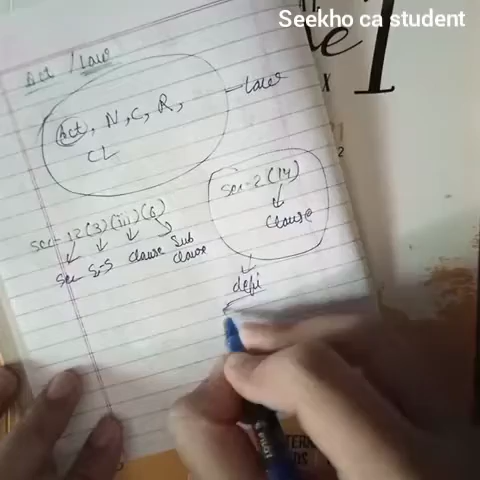 Seekho ca student
Act / Law
Act, N, C, R,
CL
Law
Sec-12(3)(iii)(6)
Sec S-S clause Sub
clause
Sec-2(14)
clause
defi